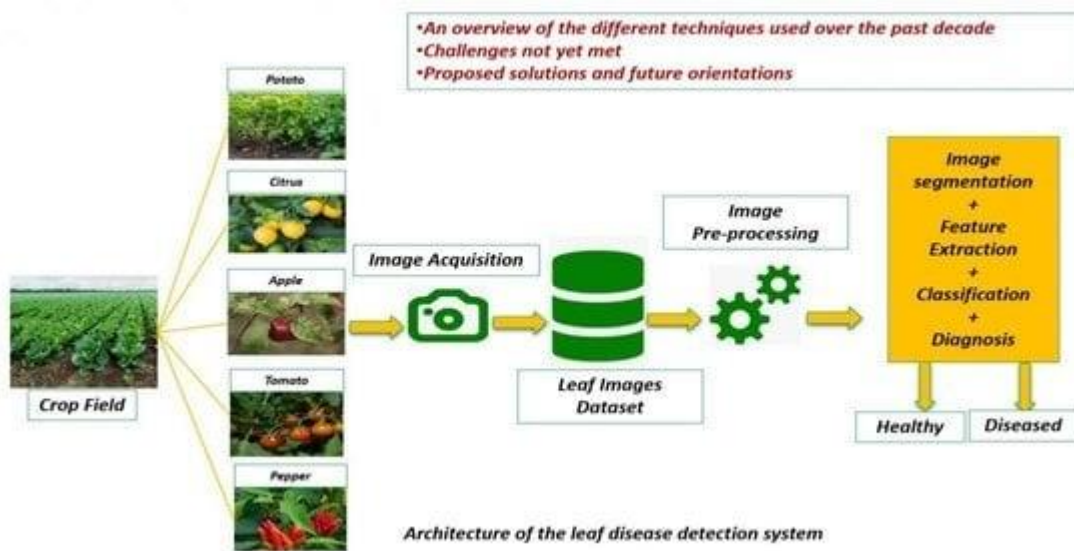 •An overview of the different techniques used over the past decade
•Challenges not yet met
•Proposed solutions and future orientations
Potato
Citrus
Apple
Tomato
Pepper
Crop Field
Image Acquisition
Leaf Images
Dataset
Image
Pre-processing
Image
segmentation
+
Feature
Extraction
+
Classification
+
Diagnosis
Healthy
Diseased
Architecture of the leaf disease detection system